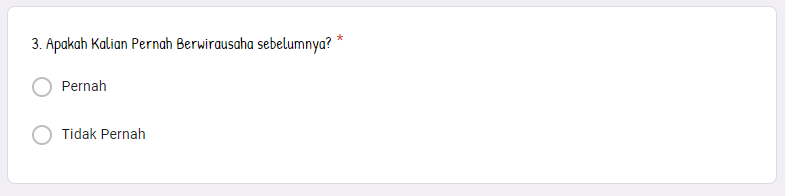 3. Apakah Kalian Pernah Berwirausaha sebelumnya? *
Pernah
Tidak Pernah